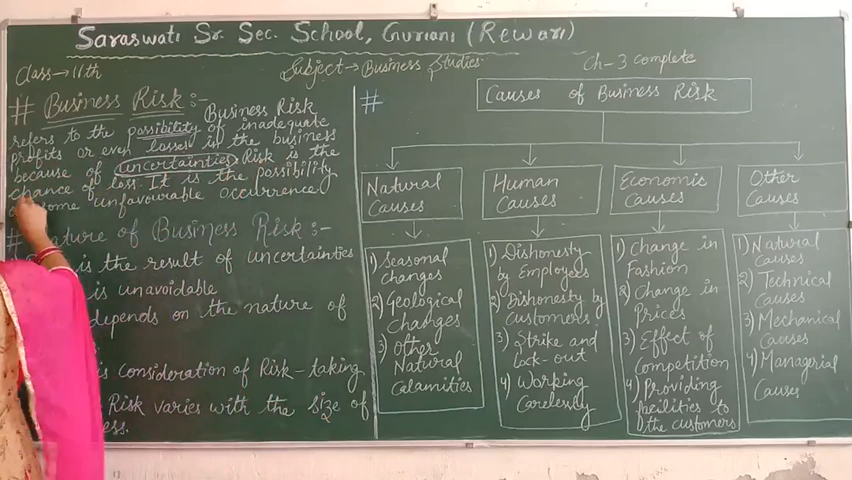 Saraswati Sr. Sec. School, Guriani (Rewari)
Class→11th
Subject→Business Studies
Ch-3 complete
# Business Risk:-
Business Risk
refers to the possibility of inadequate
profits or even losses in the business
because of uncertainties. Risk is the
chance of loss. It is the possibility
some unfavourable occurrence
# Nature of Business Risk:-
is the result of uncertainties
is unavoidable
depends on the nature of
is consideration of Risk-taking
Risk varies with the size of
#
Causes of Business Risk
Natural
Causes
1) Seasonal
changes
2) Geological
Changes
3) Other
Natural
Calamities
Human
Causes
1) Dishonesty
by Employees
2) Dishonesty by
customers
3) Strike and
Lock-out
4) Working
Carelessly
Economic
Causes
1) Change in
Fashion
2) Change in
Prices
3) Effect of
Competition
4) Providing
facilities to
the customers
Other
Causes
1) Natural
Causes
2) Technical
Causes
3) Mechanical
Causes
4) Managerial
Causes